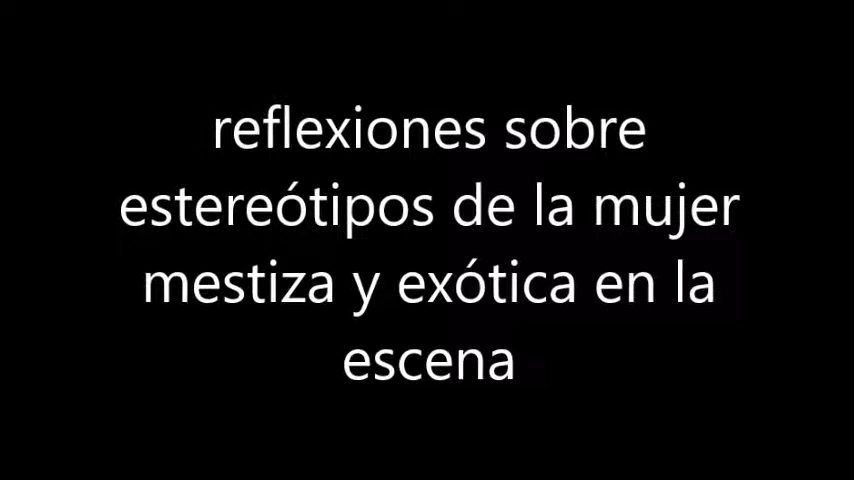 reflexiones sobre
estereótipos de la mujer
mestiza y exótica en la
escena